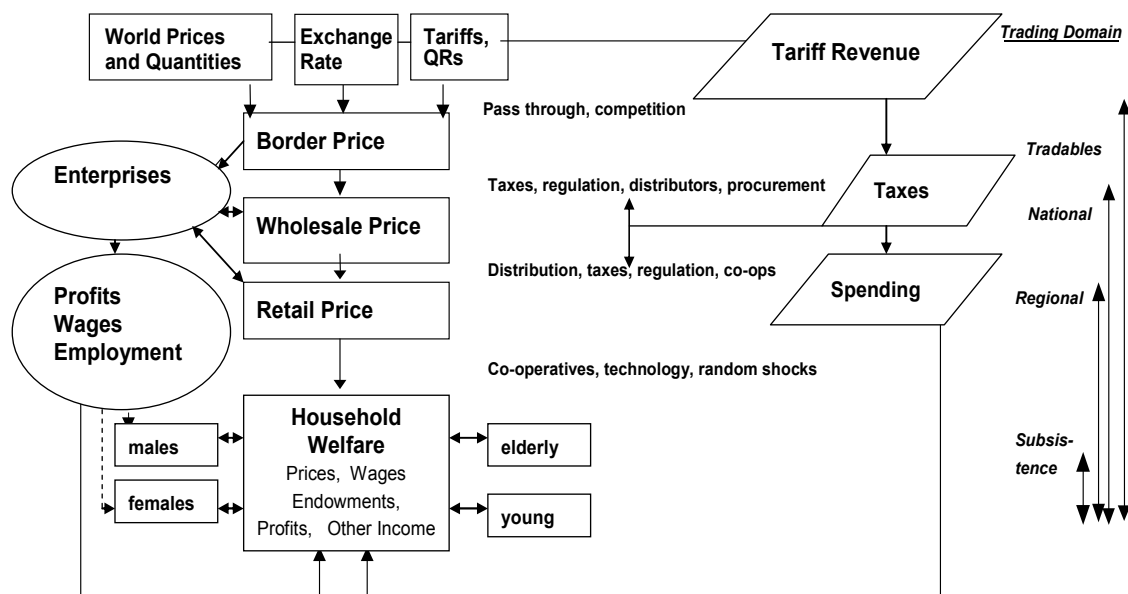 World Prices
and Quantities
Exchange
Rate
Tariffs,
QRs
Tariff Revenue
Trading Domain
Pass through, competition
Border Price
Tradables
Enterprises
Taxes, regulation, distributors, procurement
Taxes
National
Wholesale Price
Distribution, taxes, regulation, co-ops
Spending
Regional
Profits
Wages
Employment
Retail Price
Co-operatives, technology, random shocks
Household
Welfare
Prices, Wages
Endowments,
Profits, Other Income
males
females
elderly
young
Subsis-
tence